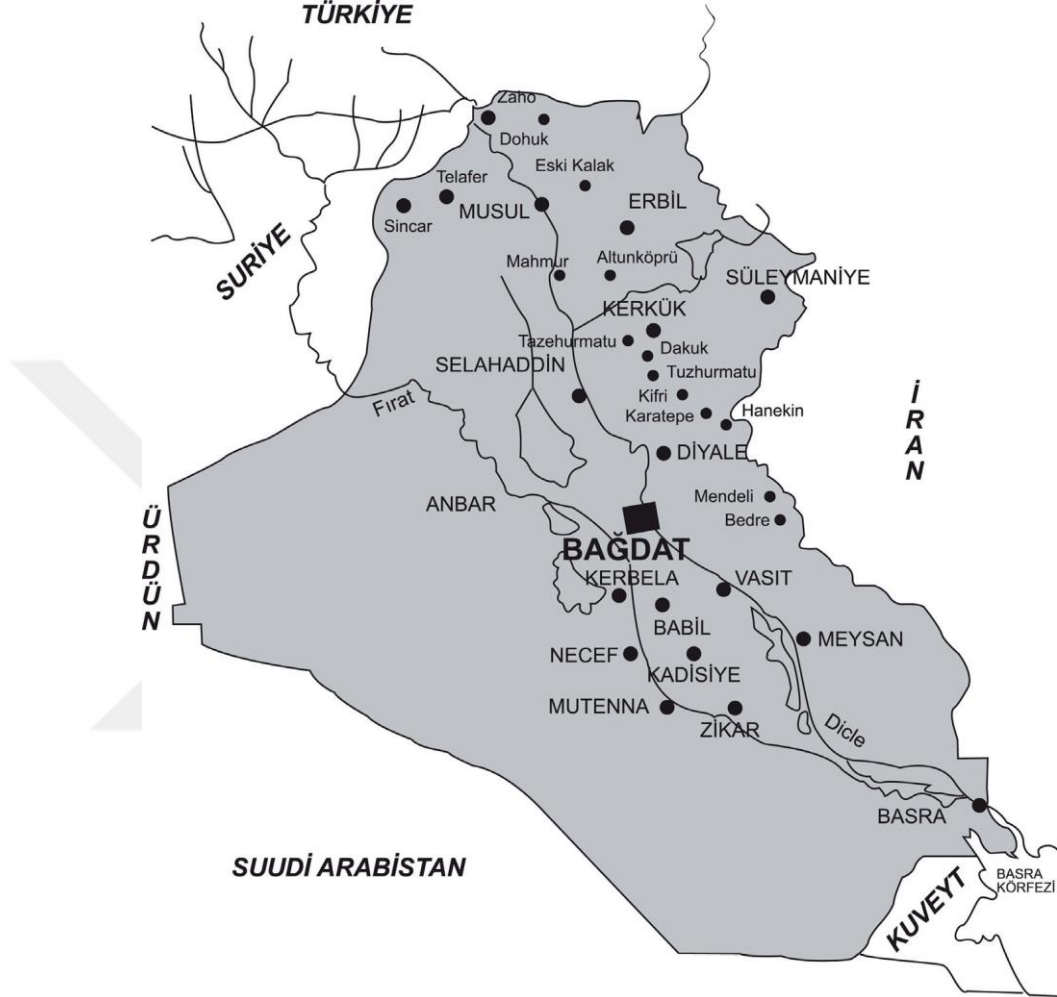 TÜRKİYE
Zaho
Dohuk
Eski Kalak
Telafer
Sincar
MUSUL
ERBİL
SURİYE
Mahmur
Altunköprü
SÜLEYMANİYE
KERKÜK
Tazehurmatu
Dakuk
SELAHADDİN
Tuzhurmatu
Kifri
Karatepe
Hanekin
Fırat
İRAN
DİYALE
ANBAR
Mendeli
Bedre
ÜRDÜN
BAĞDAT
KERBELA
VASIT
BABİL
MEYSAN
NECEF
KADİSİYE
MUTENNA
ZİKAR
Dicle
BASRA
SUUDİ ARABİSTAN
KUVEYT
BASRA
KÖRFEZİ